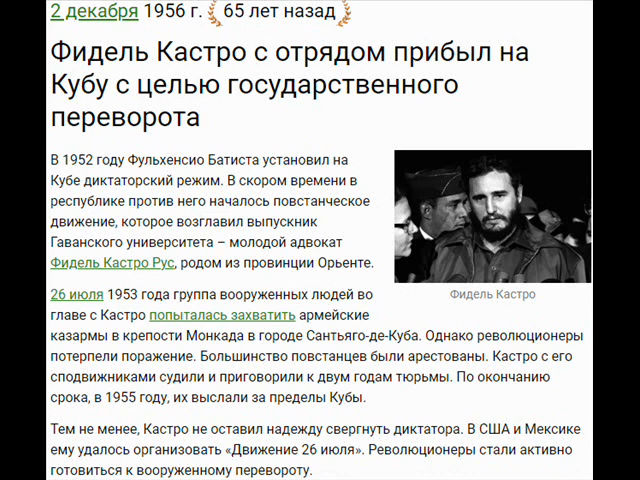 2 декабря 1956 г. 65 лет назад
Фидель Кастро с отрядом прибыл на
Кубу с целью государственного
переворота
В 1952 году Фульхенсио Батиста установил на
Кубе диктаторский режим. В скором времени в
республике против него началось повстанческое
движение, которое возглавил выпускник
Гаванского университета – молодой адвокат
Фидель Кастро Рус, родом из провинции Орьенте.
Фидель Кастро
26 июля 1953 года группа вооруженных людей во
главе с Кастро попыталась захватить армейские
казармы в крепости Монкада в городе Сантьяго-де-Куба. Однако революционеры
потерпели поражение. Большинство повстанцев были арестованы. Кастро с его
сподвижниками судили и приговорили к двум годам тюрьмы. По окончанию
срока, в 1955 году, их выслали за пределы Кубы.
Тем не менее, Кастро не оставил надежду свергнуть диктатора. В США и Мексике
ему удалось организовать «Движение 26 июля». Революционеры стали активно
готовиться к вооруженному перевороту.